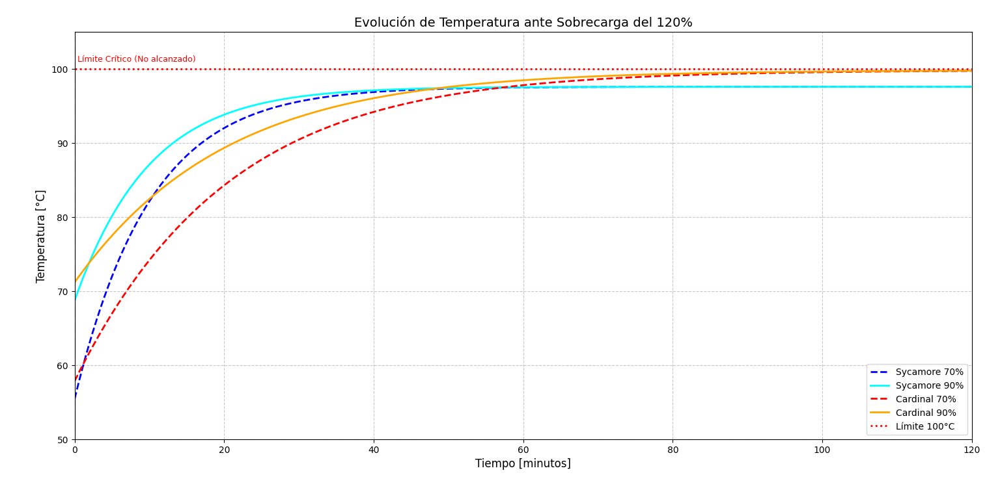 Evolución de Temperatura ante Sobrecarga del 120%
Límite Crítico (No alcanzado)
100
90
80
70
60
50
Temperatura [°C]
0
20
40
60
80
100
120
Tiempo [minutos]
Sycamore 70%
Sycamore 90%
Cardinal 70%
Cardinal 90%
Límite 100°C